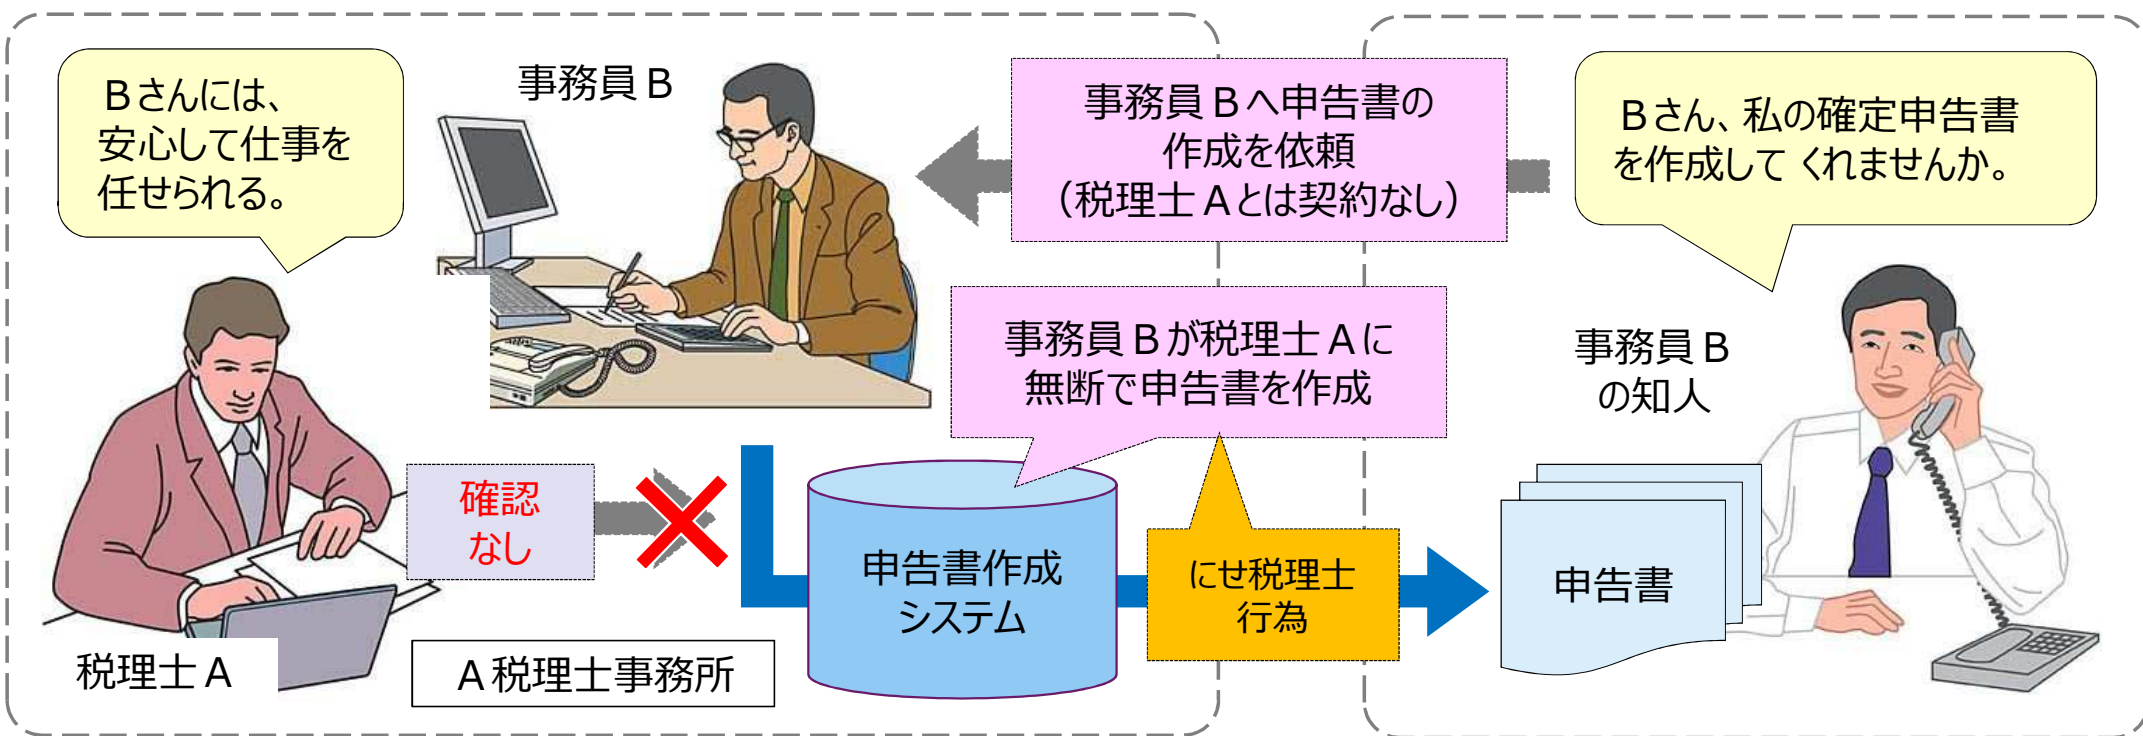 Bさんには、
安心して仕事を
任せられる。
事務員B
事務員Bへ申告書の
作成を依頼
（税理士Aとは契約なし）
Bさん、私の確定申告書
を作成してくれませんか。
事務員Bが税理士Aに
無断で申告書を作成
事務員B
の知人
確認
なし
申告書作成
システム
にせ税理士
行為
申告書
税理士A
A税理士事務所